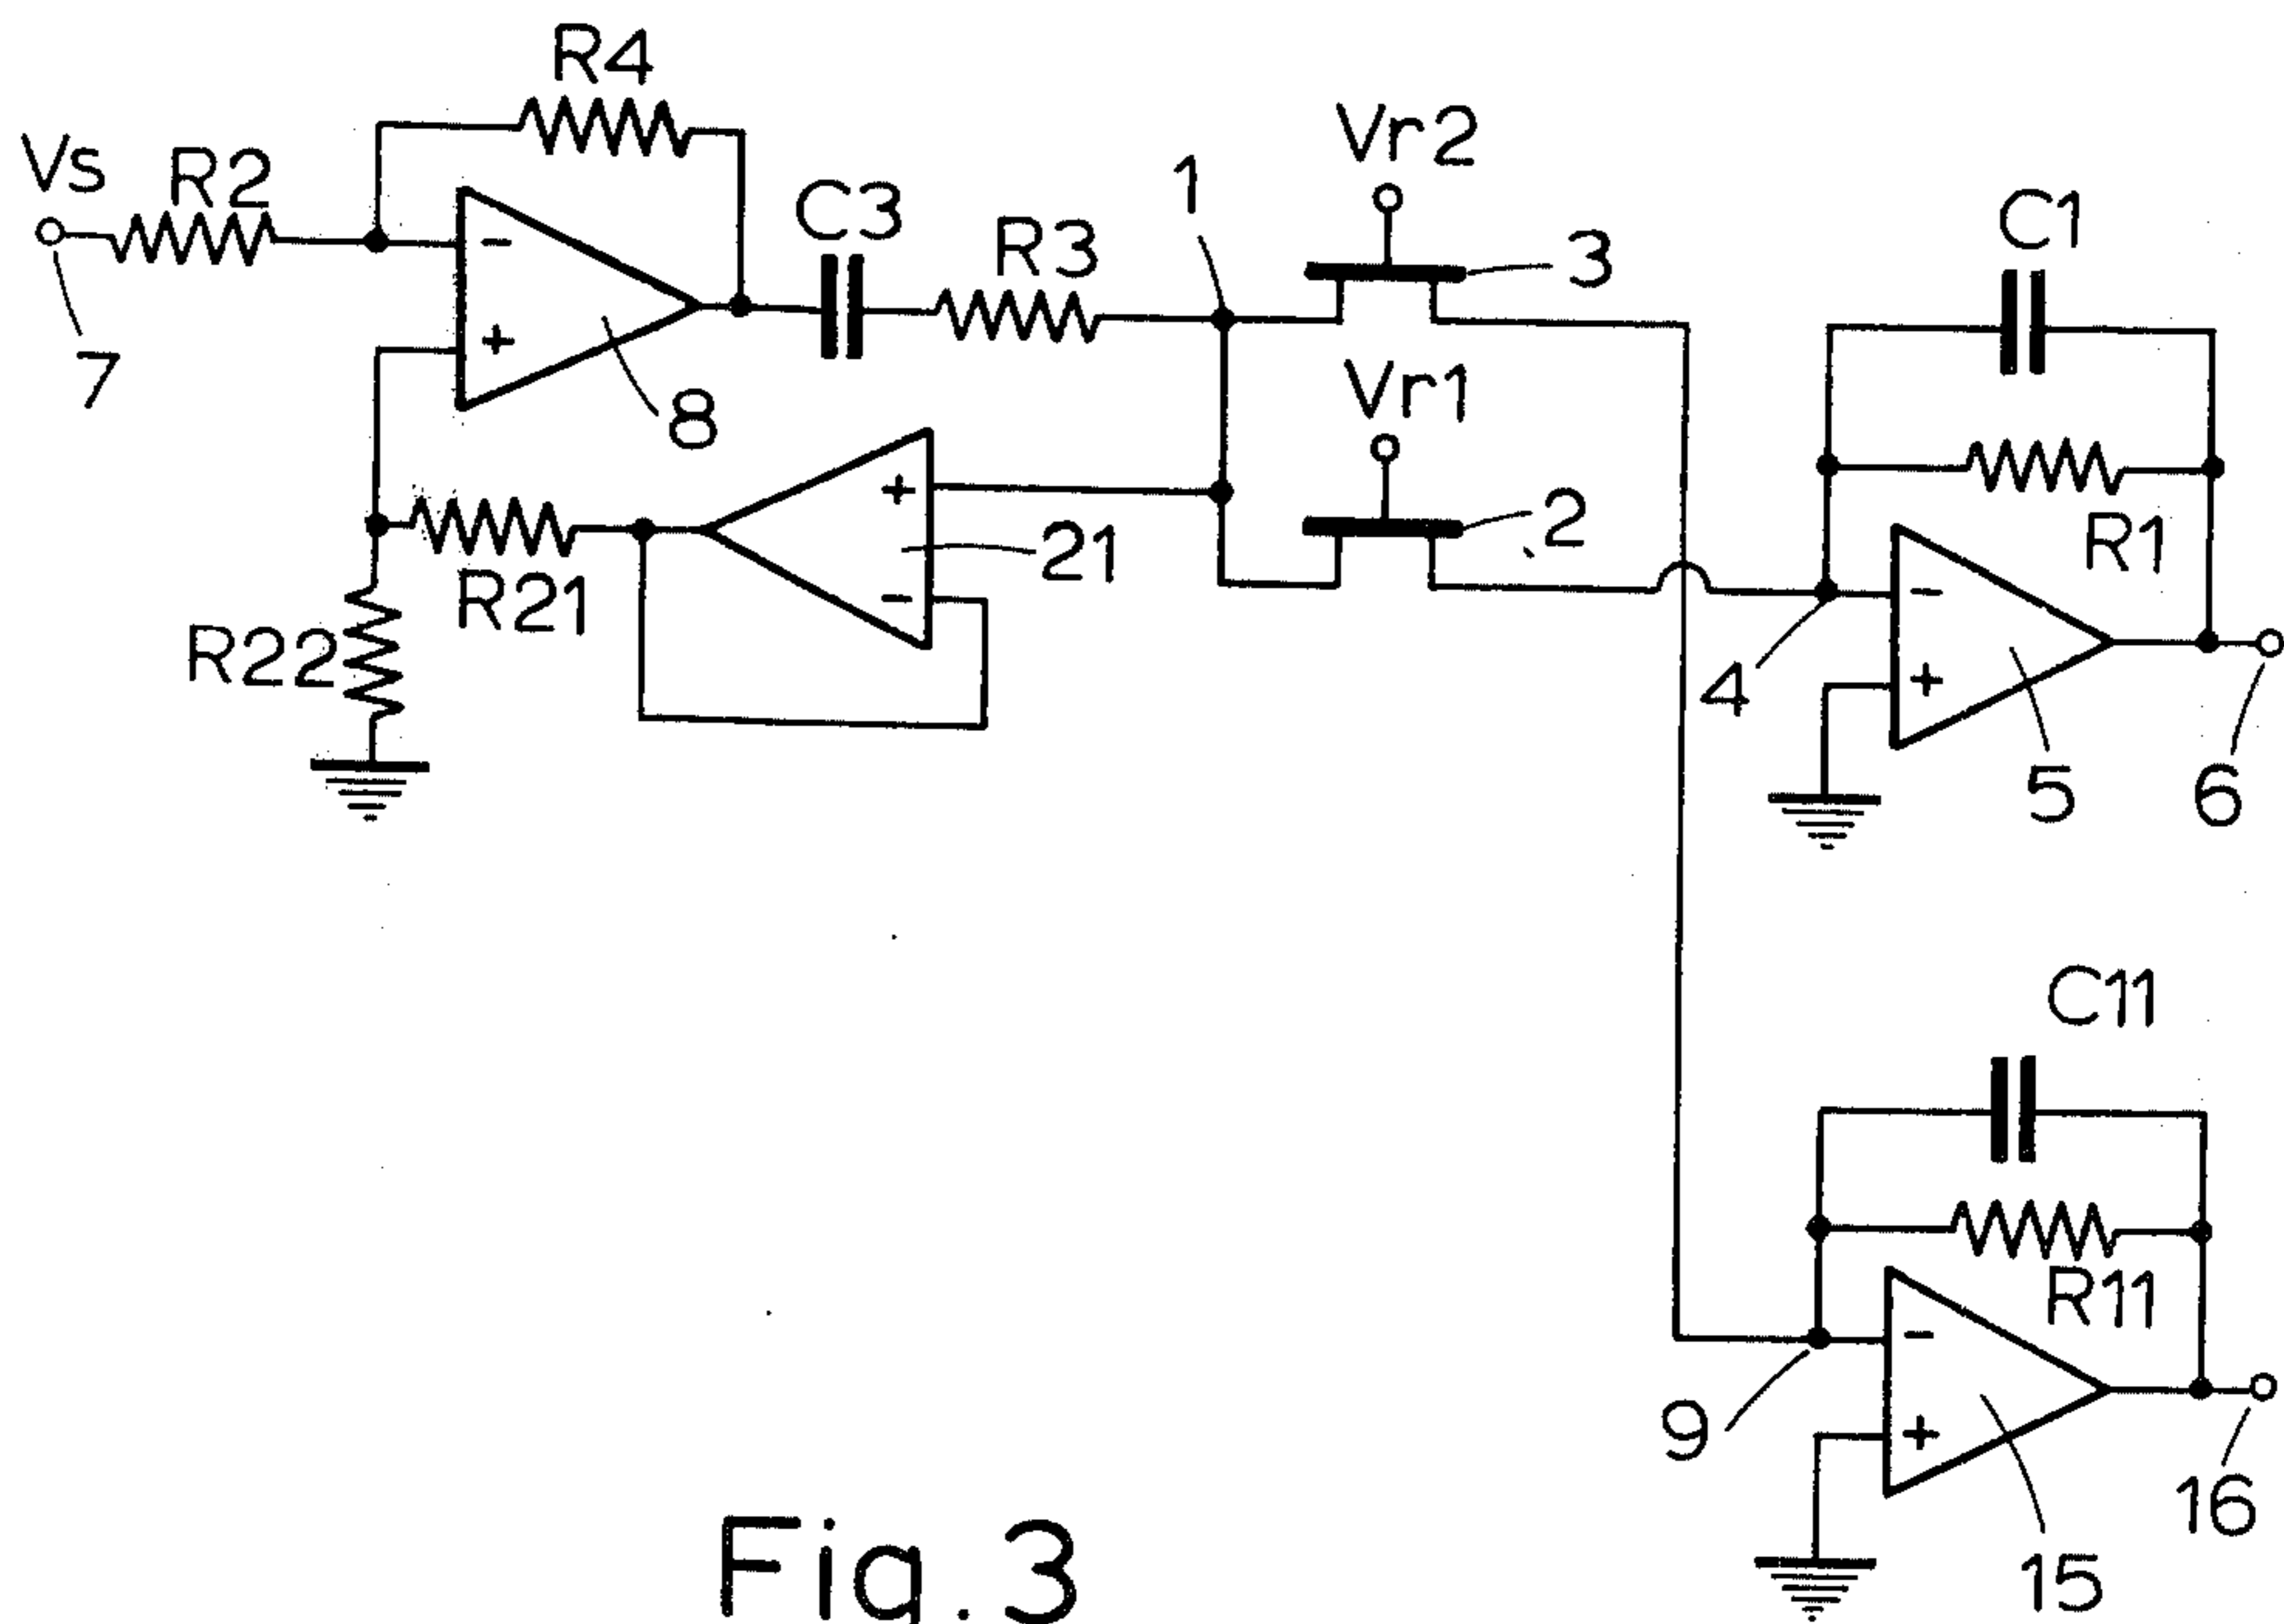 R4
Vs
R2
C3
R3
1
Vr2
3
C1
7
-
+
8
Vr1
2
R1
+
21
-
R21
R22
4
-
+
5
6
C11
R11
-
+
9
15
16
Fig. 3